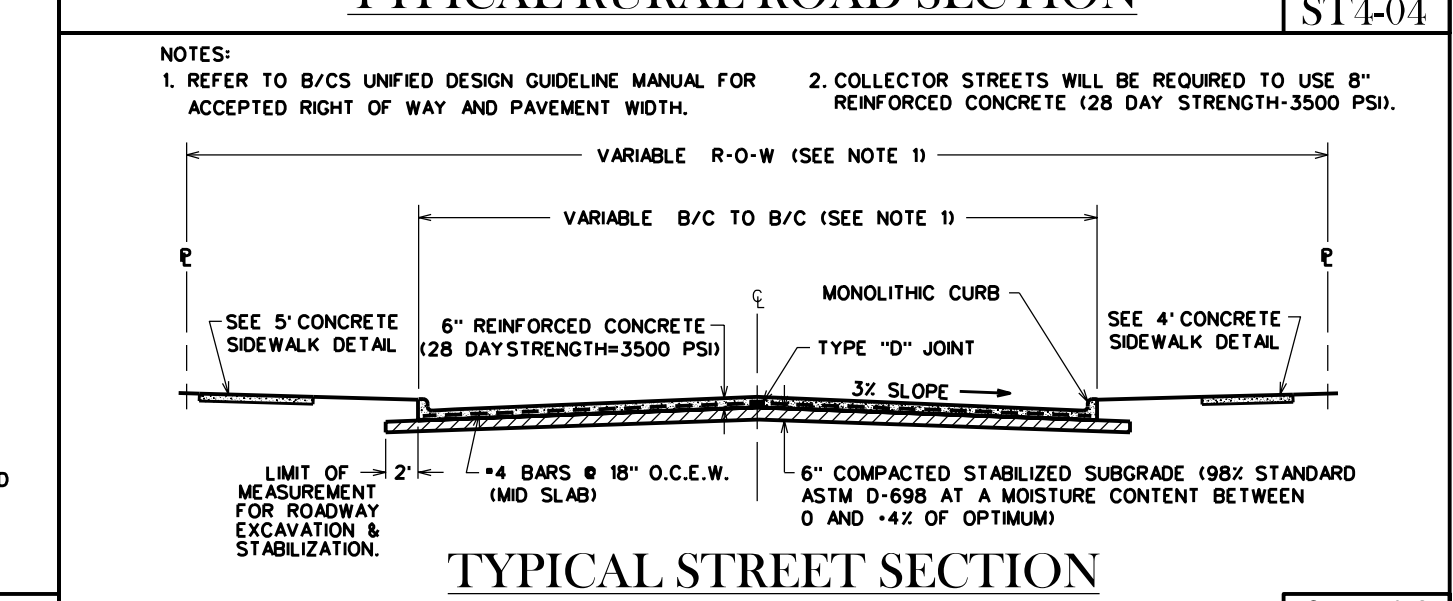 TYPICAL RURAL ROAD SECTION
ST4-04
NOTES:
1. REFER TO B/CS UNIFIED DESIGN GUIDELINE MANUAL FOR
ACCEPTED RIGHT OF WAY AND PAVEMENT WIDTH.
2. COLLECTOR STREETS WILL BE REQUIRED TO USE 8"
REINFORCED CONCRETE (28 DAY STRENGTH-3500 PSI).
VARIABLE R-O-W (SEE NOTE 1)
VARIABLE B/C TO B/C (SEE NOTE 1)
℄
MONOLITHIC CURB
SEE 5' CONCRETE
SIDEWALK DETAIL
6" REINFORCED CONCRETE
(28 DAY STRENGTH=3500 PSI)
TYPE "D" JOINT
SEE 4' CONCRETE
SIDEWALK DETAIL
3% SLOPE
LIMIT OF
MEASUREMENT
FOR ROADWAY
EXCAVATION &
STABILIZATION.
2'
•4 BARS @ 18" O.C.E.W.
(MID SLAB)
6" COMPACTED STABILIZED SUBGRADE (98% STANDARD
ASTM D-698 AT A MOISTURE CONTENT BETWEEN
0 AND •4% OF OPTIMUM)
D
TYPICAL STREET SECTION